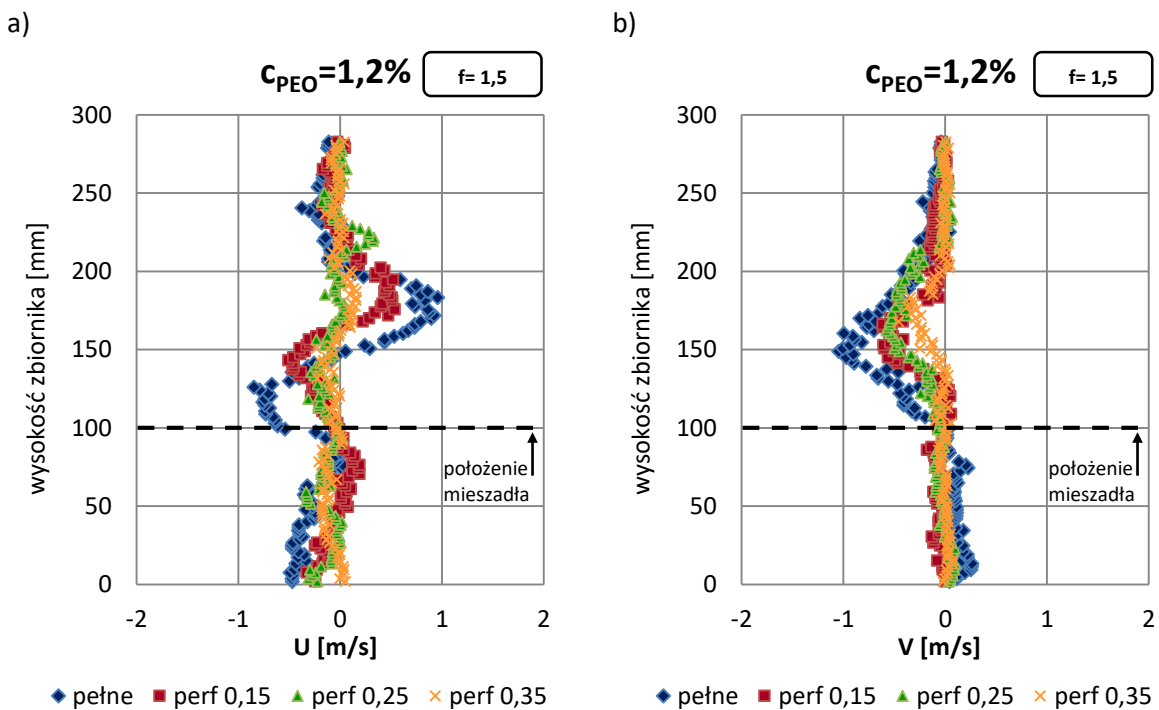 a)
c_PEO=1,2%
f= 1,5
wysokość zbiornika [mm]
300
250
200
150
100
50
0
położenie
mieszadła
-2 -1 0 1 2
U [m/s]
pełne perf 0,15 perf 0,25 perf 0,35
b)
c_PEO=1,2%
f= 1,5
wysokość zbiornika [mm]
300
250
200
150
100
50
0
położenie
mieszadła
-2 -1 0 1 2
V [m/s]
pełne perf 0,15 perf 0,25 perf 0,35